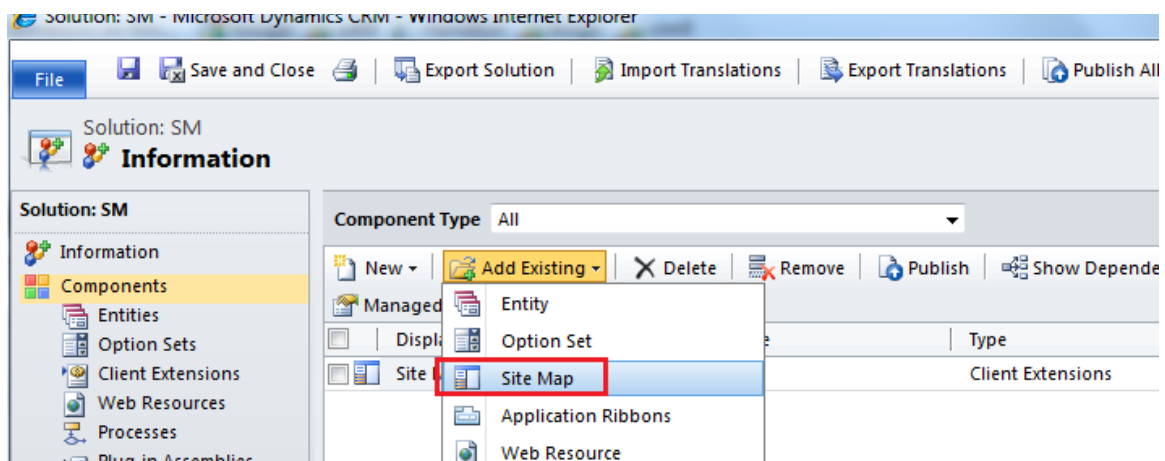 Solution: SM - Microsoft Dynamics CRM - Windows Internet Explorer
File Save and Close Export Solution Import Translations Export Translations Publish All
Solution: SM
Information
Solution: SM
Information
Components
Entities
Option Sets
Client Extensions
Web Resources
Processes
Plug-in Assemblies
Component Type All
New Add Existing Delete Remove Publish Show Depende
Managed
Displa Type
Site M Client Extensions
Entity
Option Set
Site Map
Application Ribbons
Web Resource